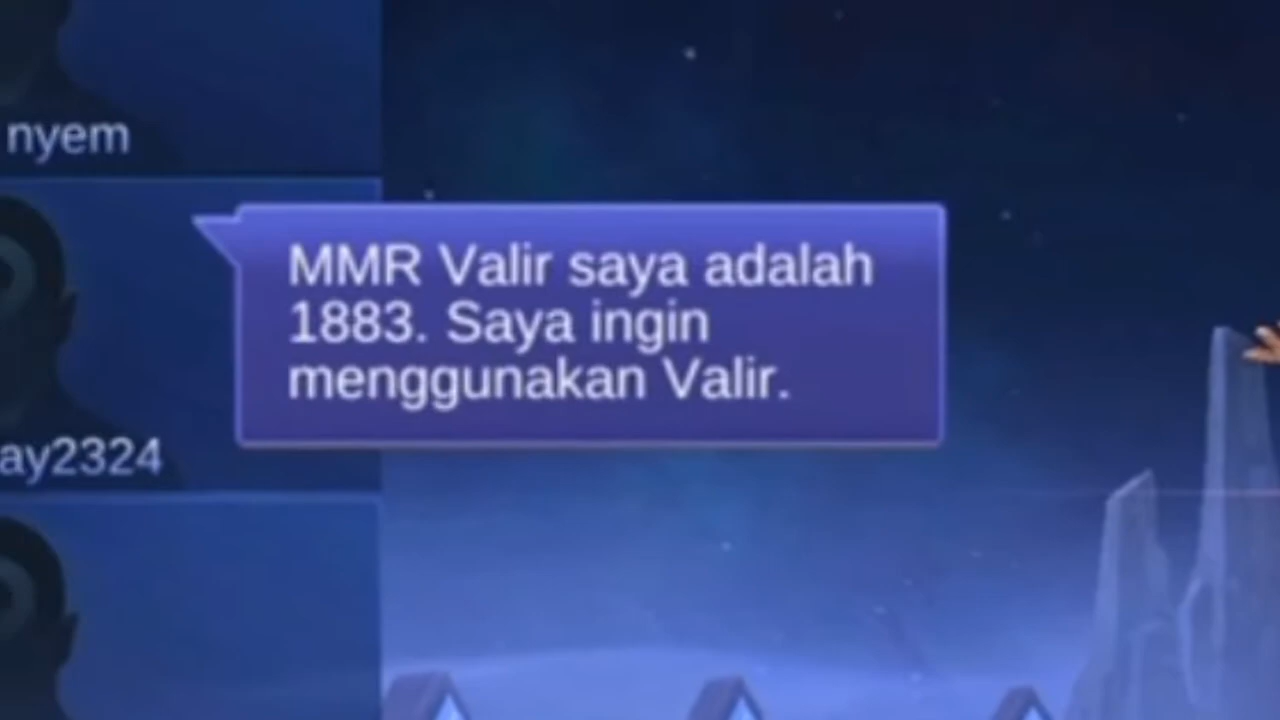 nyem
MMR Valir saya adalah
1883. Saya ingin
menggunakan Valir.
ay2324